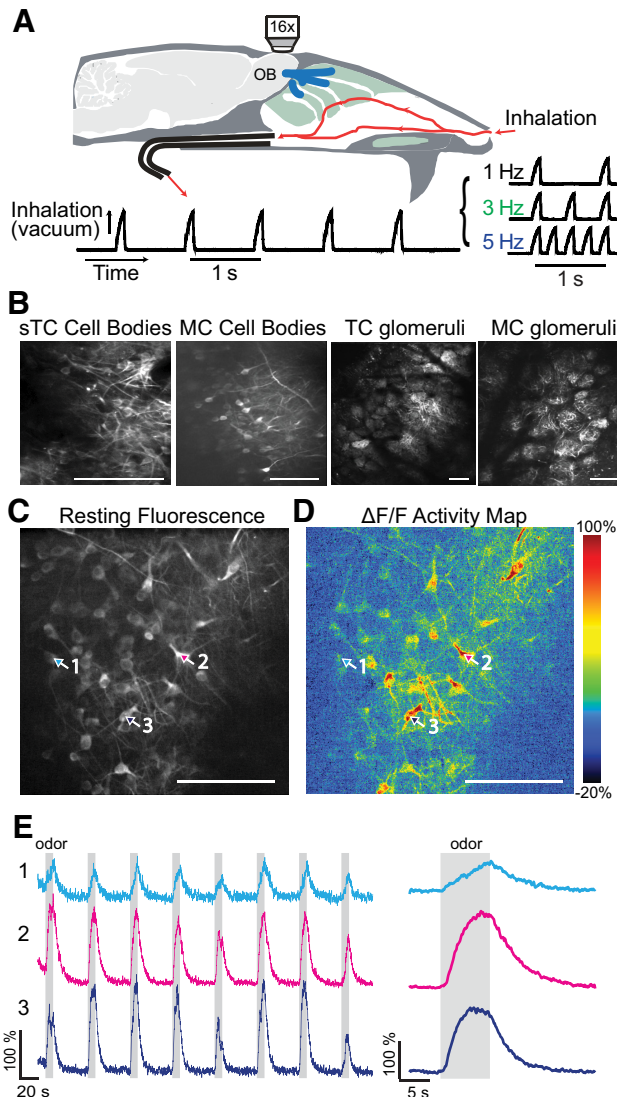 A
16x
OB
Inhalation
Inhalation
(vacuum)
Time
1 s
1 Hz
3 Hz
5 Hz
1 s
B
sTC Cell Bodies
MC Cell Bodies
TC glomeruli
MC glomeruli
C
Resting Fluorescence
1
2
3
D
ΔF/F Activity Map
1
2
3
100%
-20%
E
odor
odor
1
2
3
100 %
20 s
100 %
5 s